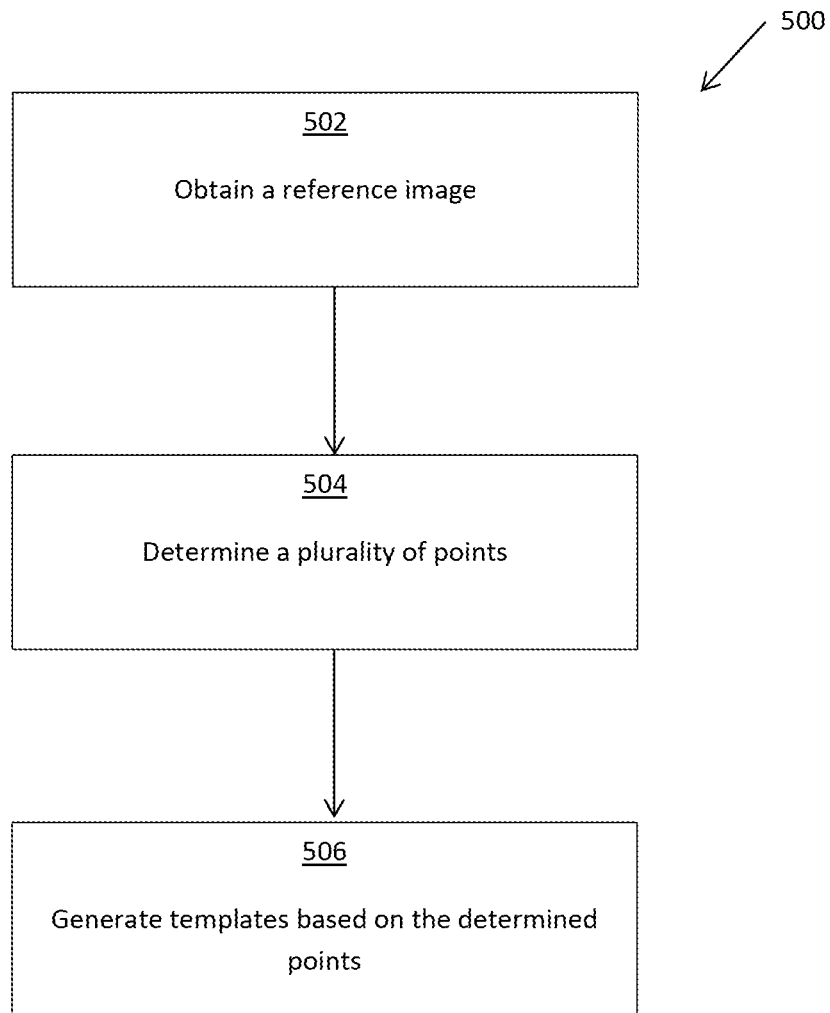 500
502
Obtain a reference image
504
Determine a plurality of points
506
Generate templates based on the determined
points